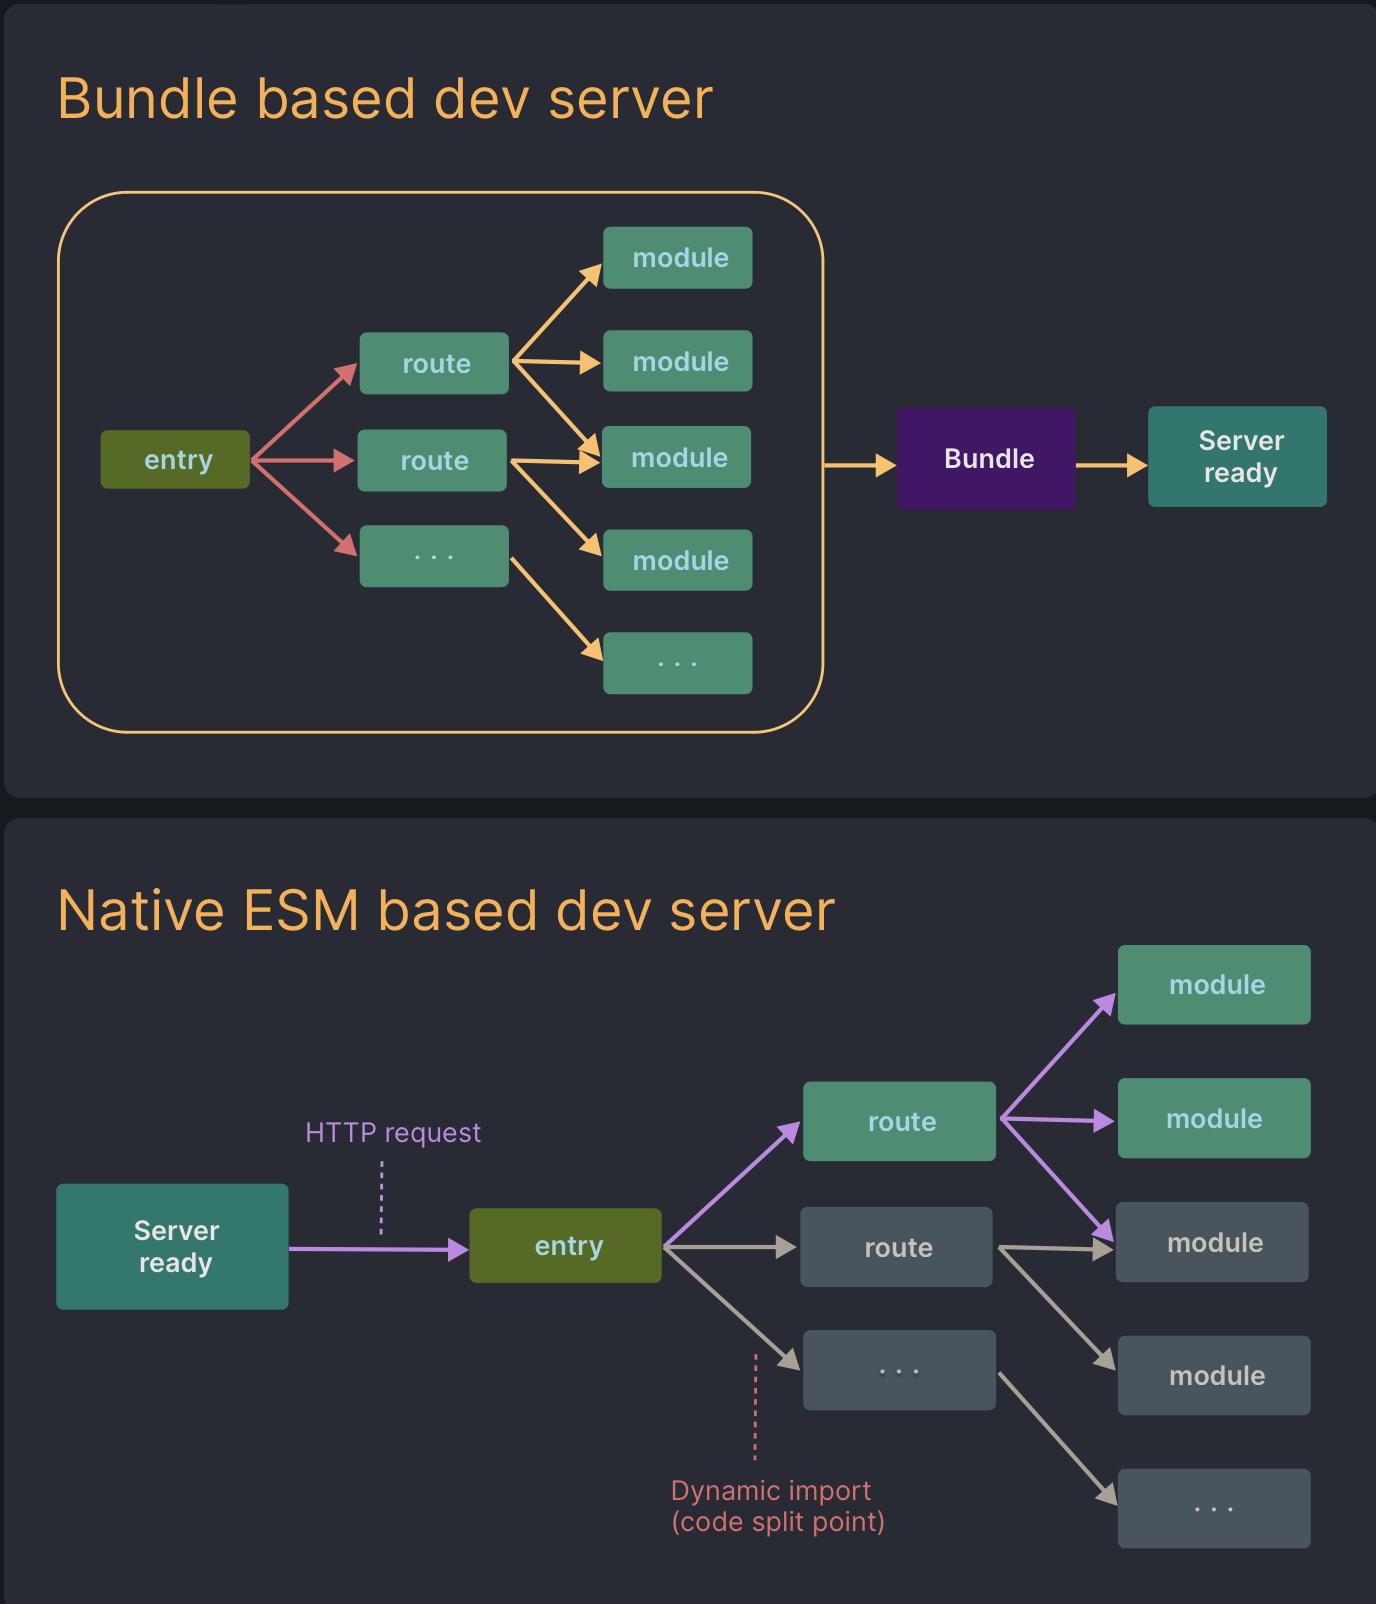 Bundle based dev server
module
route
module
entry
route
module
Bundle
Server
ready
. . .
module
. . .
Native ESM based dev server
module
HTTP request
route
module
Server
ready
entry
route
module
. . .
module
Dynamic import
(code split point)
. . .